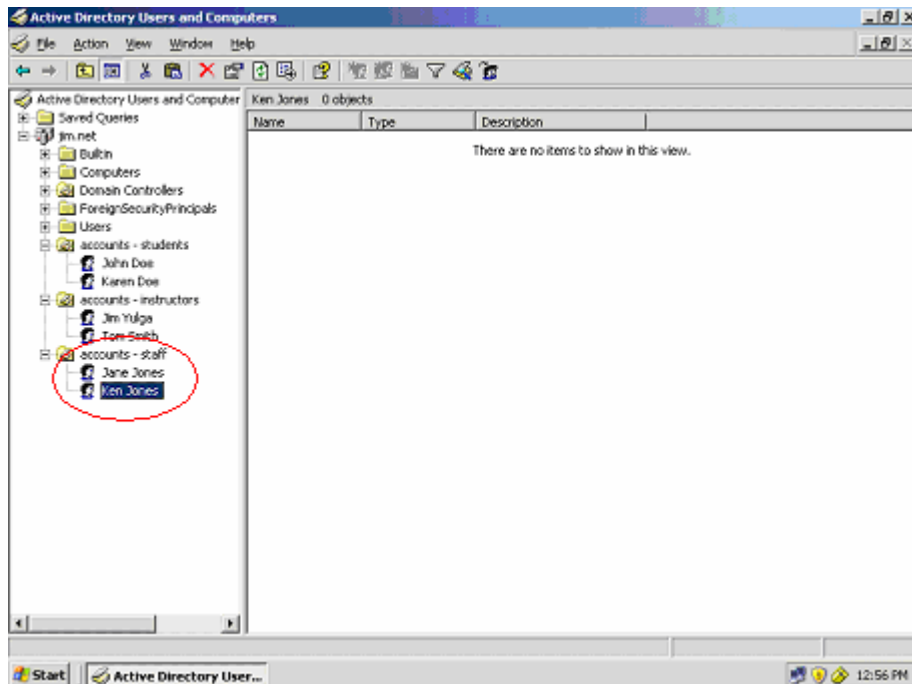 Active Directory Users and Computers
File Action View Window Help
Active Directory Users and Computer
Ken Jones 0 objects
Saved Queries
Name Type Description
jim.net
There are no items to show in this view.
Builtin
Computers
Domain Controllers
ForeignSecurityPrincipals
Users
accounts - students
John Doe
Karen Doe
accounts - instructors
Jim Yulga
Tom Smith
accounts - staff
Jane Jones
Ken Jones
Start Active Directory User... 12:56 PM